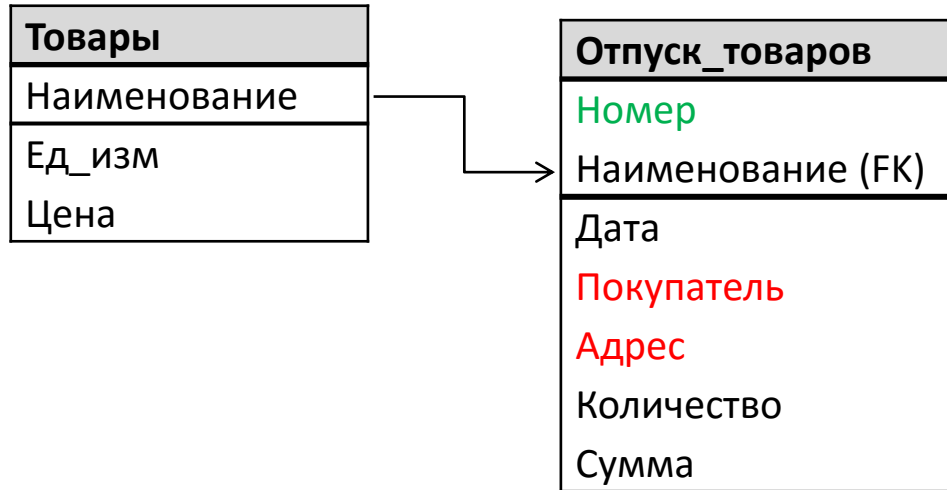 Товары
Наименование
Ед_изм
Цена
Отпуск_товаров
Номер
Наименование (FK)
Дата
Покупатель
Адрес
Количество
Сумма